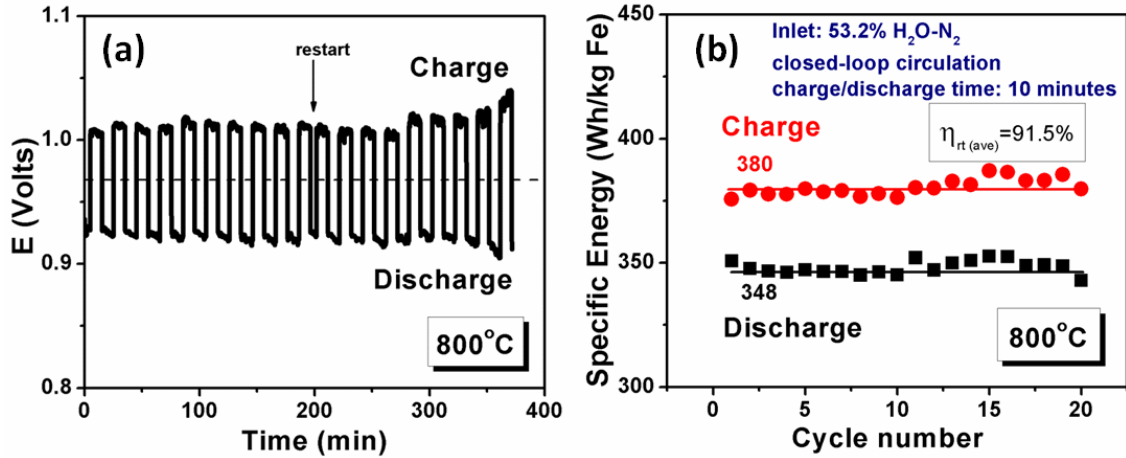 (a)
restart
Charge
Discharge
800°C
E (Volts)
1.1
1.0
0.9
0.8
0
100
200
300
400
Time (min)
(b)
Inlet: 53.2% H₂O-N₂
closed-loop circulation
charge/discharge time: 10 minutes
Charge
380
η rt (ave) =91.5%
348
Discharge
800°C
Specific Energy (Wh/kg Fe)
450
400
350
300
0
5
10
15
20
Cycle number